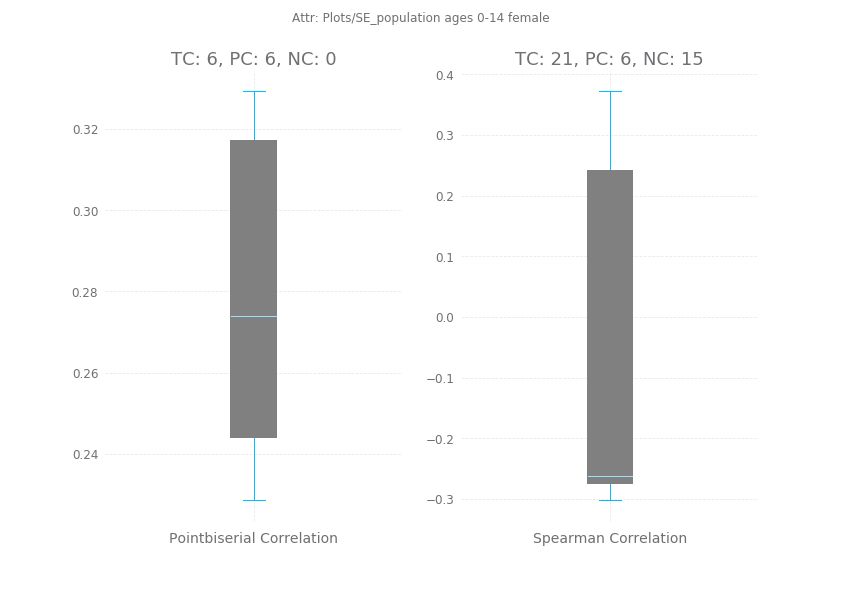 Attr: Plots/SE_population ages 0-14 female
TC: 6, PC: 6, NC: 0
0.32
0.30
0.28
0.26
0.24
Pointbiserial Correlation
TC: 21, PC: 6, NC: 15
0.4
0.3
0.2
0.1
0.0
−0.1
−0.2
−0.3
Spearman Correlation